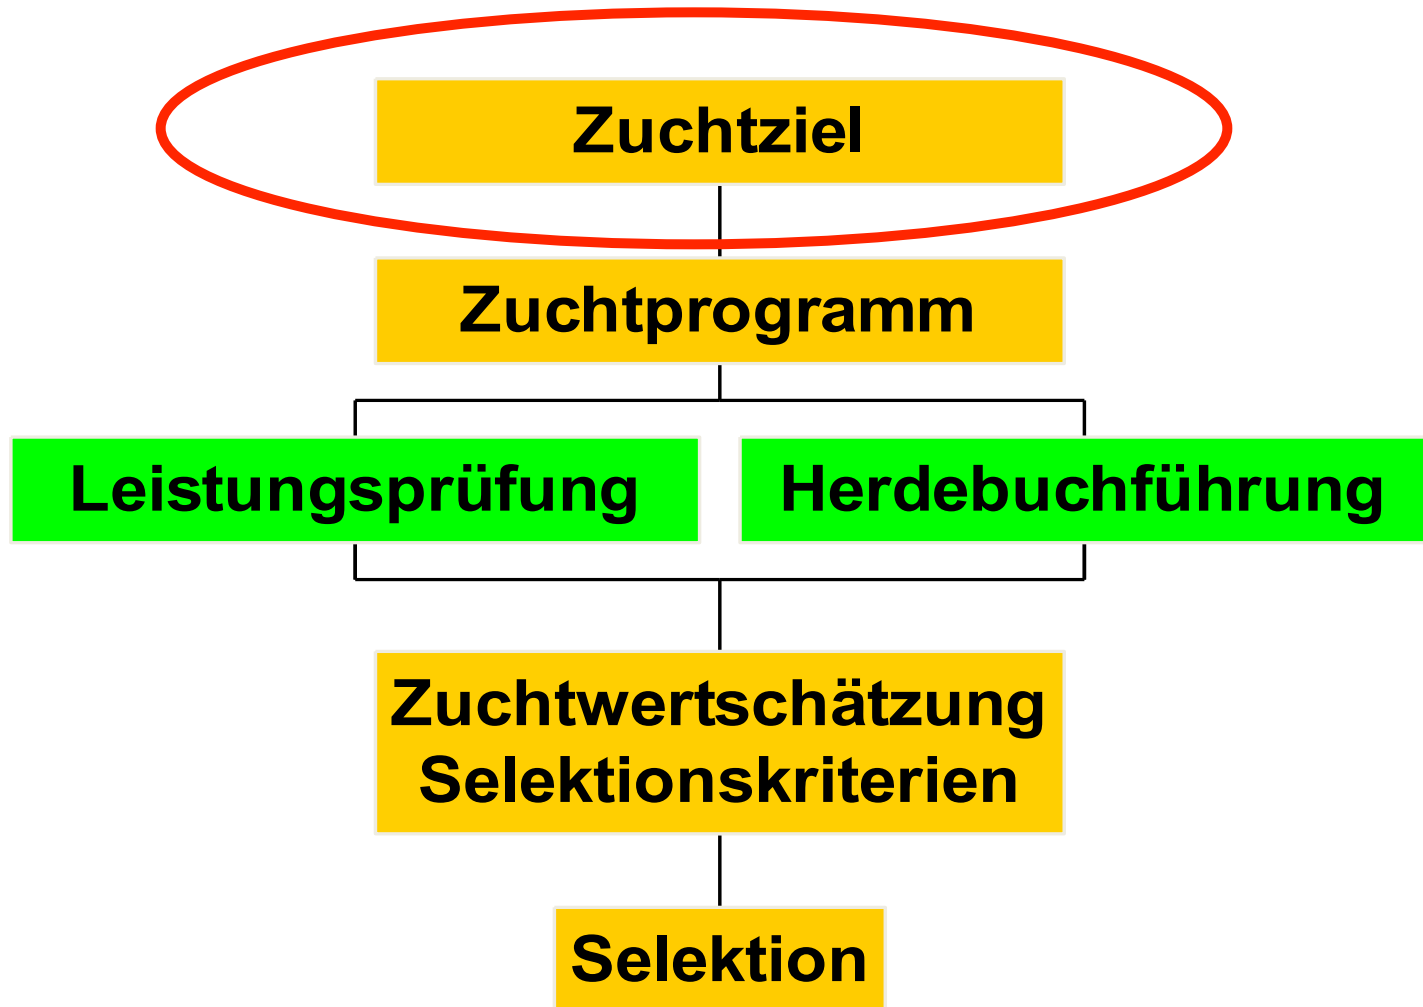 Zuchtziel
Zuchtprogramm
Leistungsprüfung
Herdebuchführung
Zuchtwertschätzung
Selektionskriterien
Selektion